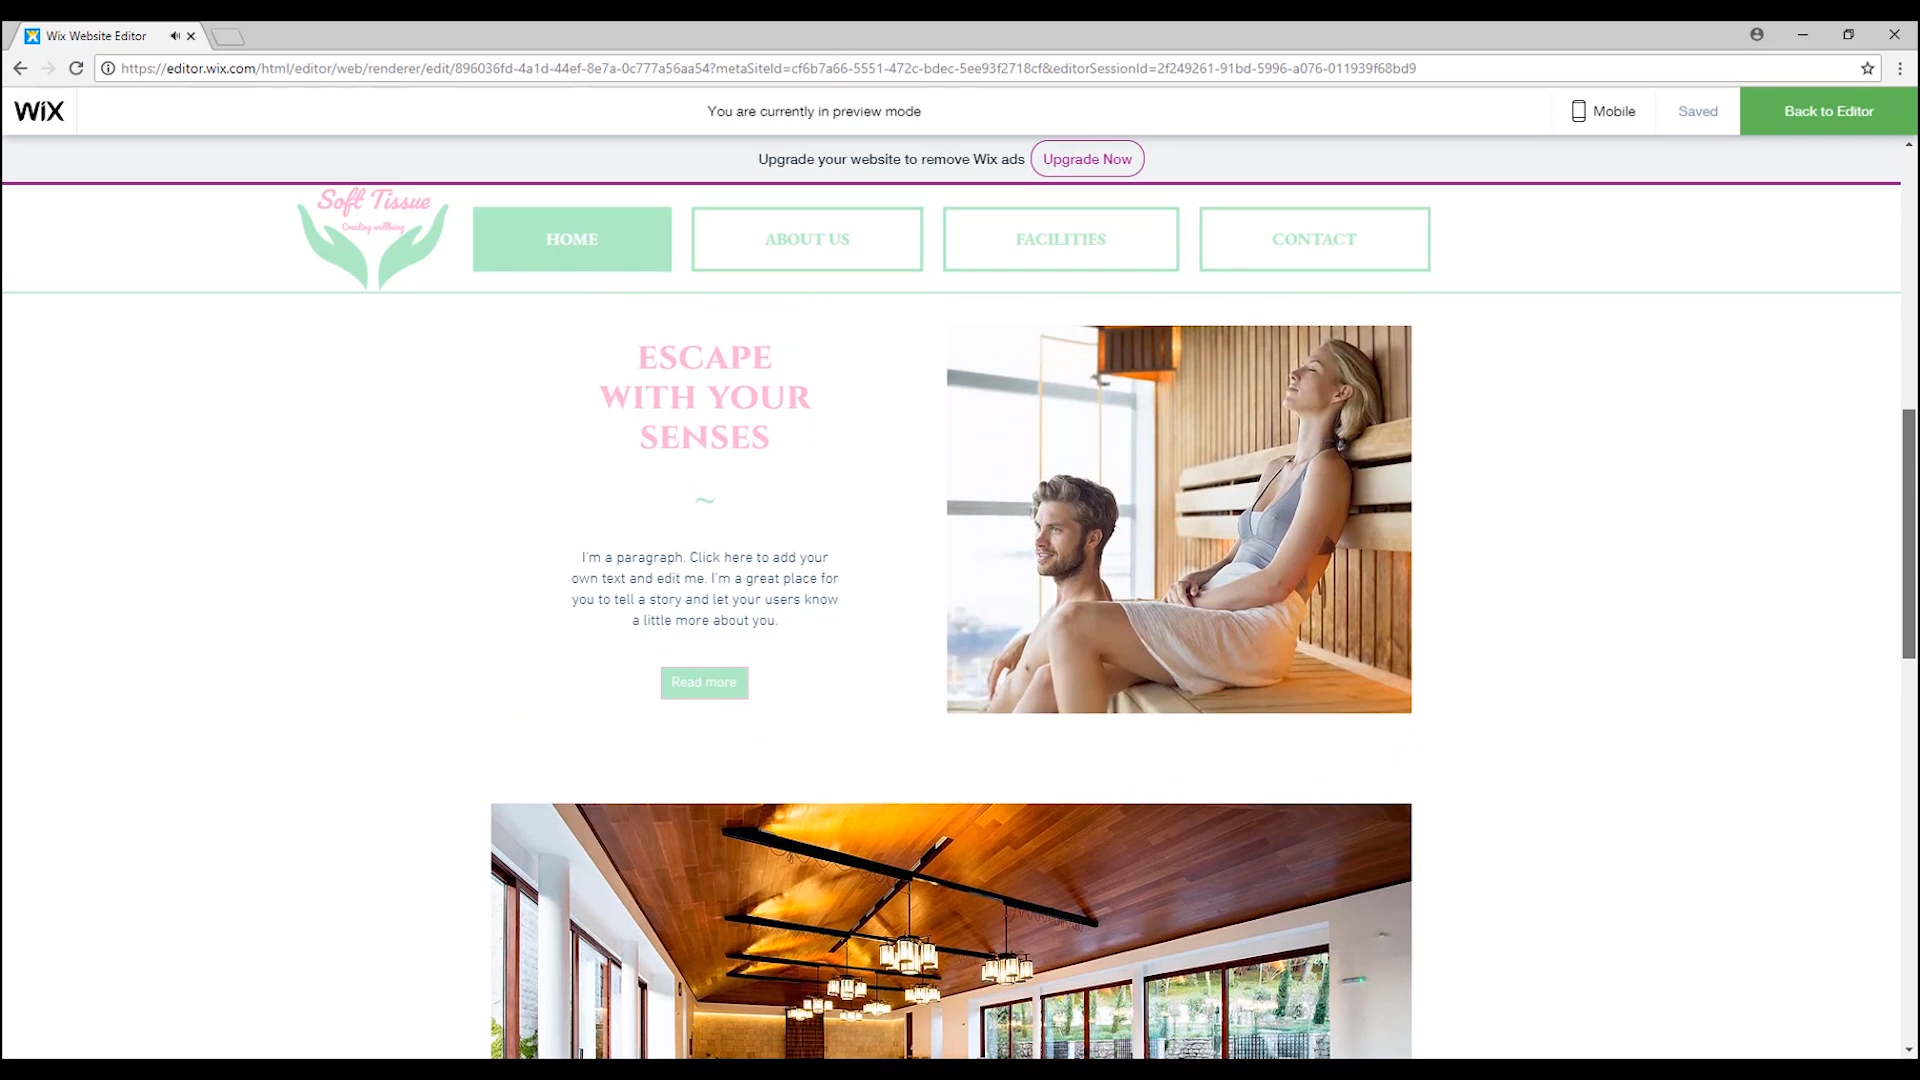 Wix Website Editor
https://editor.wix.com/html/editor/web/renderer/edit/896036fd-4a1d-44ef-8e7a-0c777a56aa54?metaSiteId=cf6b7a66-5551-472c-bdec-5ee93f2718cf&editorSessionId=2f249261-91bd-5996-a076-011939f68bd9
WiX
You are currently in preview mode
Mobile
Saved
Back to Editor
Upgrade your website to remove Wix ads
Upgrade Now
Soft Tissue
Creating wellbeing
HOME
ABOUT US
FACILITIES
CONTACT
ESCAPE
WITH YOUR
SENSES
~
I'm a paragraph. Click here to add your
own text and edit me. I'm a great place for
you to tell a story and let your users know
a little more about you.
Read more